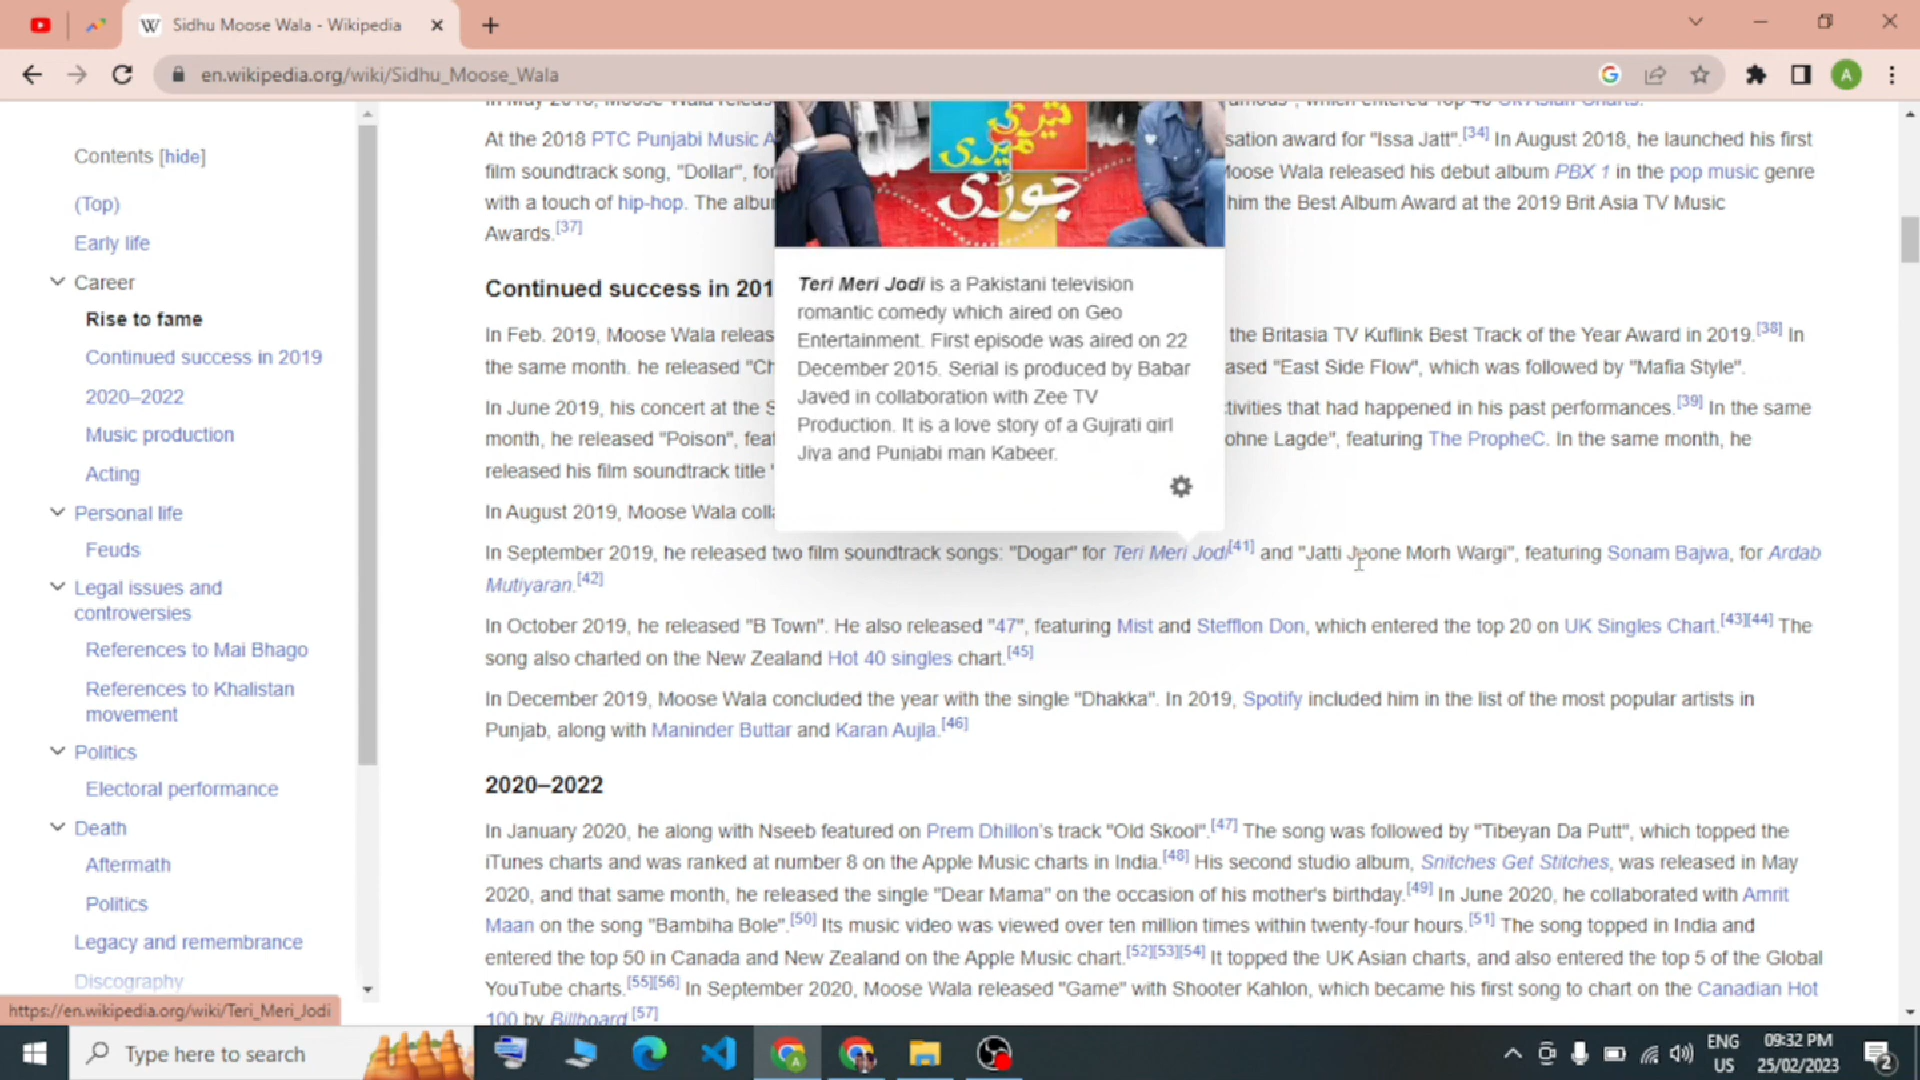 Sidhu Moose Wala - Wikipedia
en.wikipedia.org/wiki/Sidhu_Moose_Wala
A
Contents [hide]
(Top)
Early life
Career
Rise to fame
Continued success in 2019
2020–2022
Music production
Acting
Personal life
Feuds
Legal issues and
controversies
References to Mai Bhago
References to Khalistan
movement
Politics
Electoral performance
Death
Aftermath
Politics
Legacy and remembrance
Discography
https://en.wikipedia.org/wiki/Teri_Meri_Jodi
At the 2018 PTC Punjabi Music A sation award for "Issa Jatt".[34] In August 2018, he launched his first
film soundtrack song, "Dollar", for Moose Wala released his debut album PBX 1 in the pop music genre
with a touch of hip-hop. The albu him the Best Album Award at the 2019 Brit Asia TV Music
Awards.[37]
تیری
میری
جوڑی
Teri Meri Jodi is a Pakistani television
romantic comedy which aired on Geo
Entertainment. First episode was aired on 22
December 2015. Serial is produced by Babar
Javed in collaboration with Zee TV
Production. It is a love story of a Gujrati girl
Jiya and Punjabi man Kabeer.
Continued success in 201
In Feb. 2019, Moose Wala releas the Britasia TV Kuflink Best Track of the Year Award in 2019.[38] In
the same month. he released "Ch ased "East Side Flow", which was followed by "Mafia Style".
In June 2019, his concert at the S tivities that had happened in his past performances.[39] In the same
month, he released "Poison", feat ohne Lagde", featuring The PropheC. In the same month, he
released his film soundtrack title "
In August 2019, Moose Wala colla
In September 2019, he released two film soundtrack songs: "Dogar" for Teri Meri Jodi[41] and "Jatti Jeone Morh Wargi", featuring Sonam Bajwa, for Ardab
Mutiyaran.[42]
In October 2019, he released "B Town". He also released "47", featuring Mist and Stefflon Don, which entered the top 20 on UK Singles Chart.[43][44] The
song also charted on the New Zealand Hot 40 singles chart.[45]
In December 2019, Moose Wala concluded the year with the single "Dhakka". In 2019, Spotify included him in the list of the most popular artists in
Punjab, along with Maninder Buttar and Karan Aujla.[46]
2020–2022
In January 2020, he along with Nseeb featured on Prem Dhillon's track "Old Skool".[47] The song was followed by "Tibeyan Da Putt", which topped the
iTunes charts and was ranked at number 8 on the Apple Music charts in India.[48] His second studio album, Snitches Get Stitches, was released in May
2020, and that same month, he released the single "Dear Mama" on the occasion of his mother's birthday.[49] In June 2020, he collaborated with Amrit
Maan on the song "Bambiha Bole".[50] Its music video was viewed over ten million times within twenty-four hours.[51] The song topped in India and
entered the top 50 in Canada and New Zealand on the Apple Music chart.[52][53][54] It topped the UK Asian charts, and also entered the top 5 of the Global
YouTube charts.[55][56] In September 2020, Moose Wala released "Game" with Shooter Kahlon, which became his first song to chart on the Canadian Hot
100 by Billboard.[57]
Type here to search
ENG
US
09:32 PM
25/02/2023
2